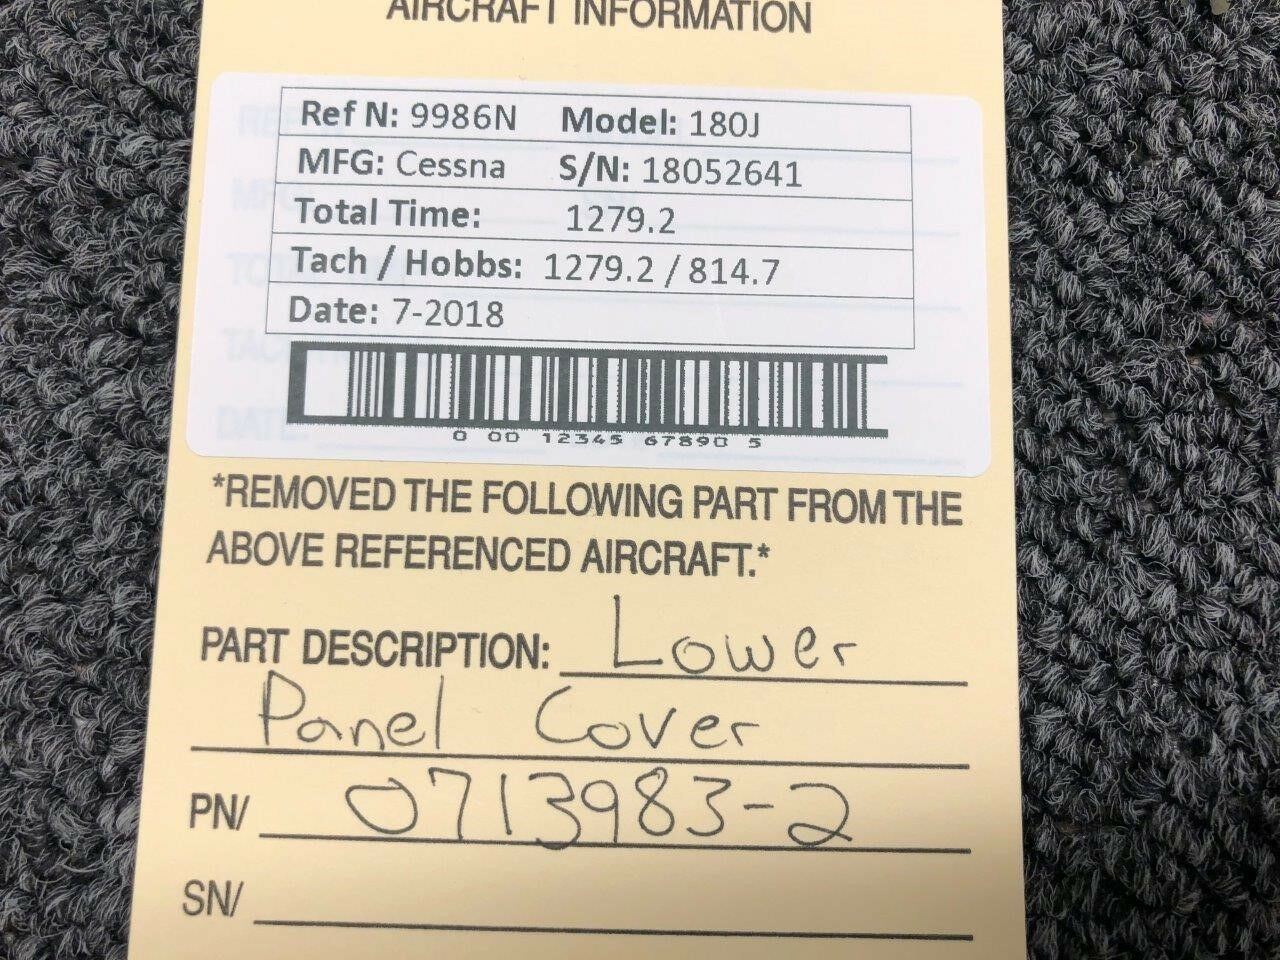 AIRCRAFT INFORMATION
Ref N: 9986N Model: 180J
MFG: Cessna S/N: 18052641
Total Time: 1279.2
Tach / Hobbs: 1279.2 / 814.7
Date: 7-2018
0 00 12345 67890 5
*REMOVED THE FOLLOWING PART FROM THE
ABOVE REFERENCED AIRCRAFT.*
PART DESCRIPTION: Lower
Panel Cover
PN/ 0713983-2
SN/